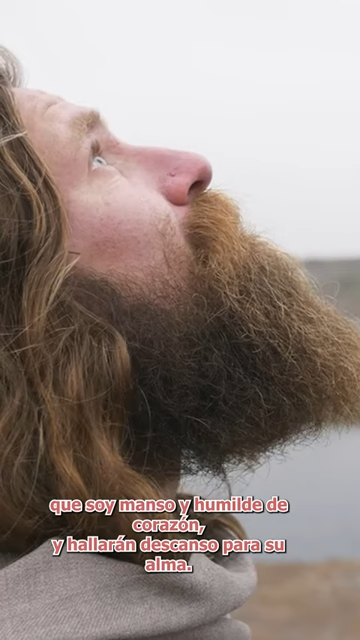 que soy manso y humilde de
corazón,
y hallarán descanso para su
alma.